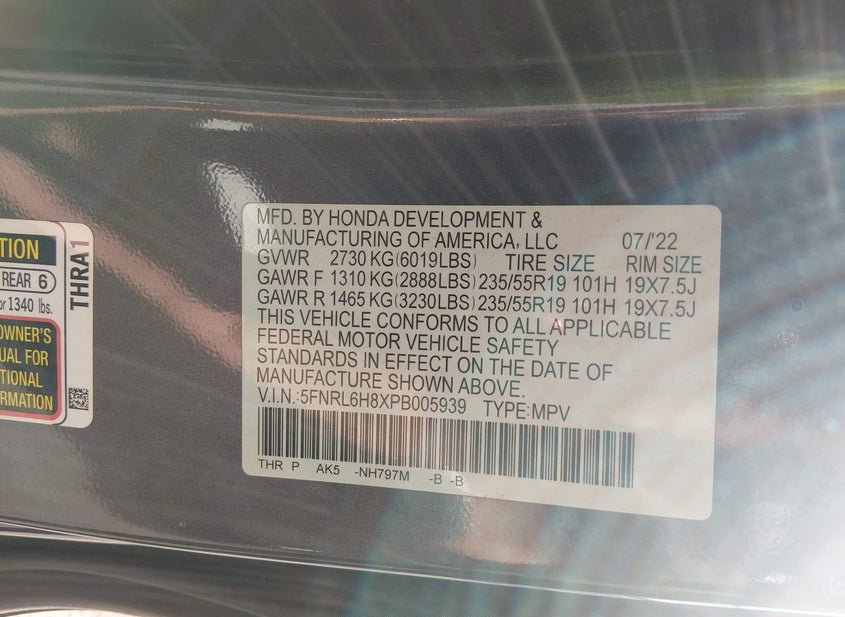 MFD. BY HONDA DEVELOPMENT &
MANUFACTURING OF AMERICA, LLC 07/'22
GVWR 2730 KG (6019LBS) TIRE SIZE RIM SIZE
GAWR F 1310 KG (2888LBS) 235/55R19 101H 19X7.5J
GAWR R 1465 KG (3230LBS) 235/55R19 101H 19X7.5J
THIS VEHICLE CONFORMS TO ALL APPLICABLE
FEDERAL MOTOR VEHICLE SAFETY
STANDARDS IN EFFECT ON THE DATE OF
MANUFACTURE SHOWN ABOVE.
V.I.N.:5FNRL6H8XPB005939 TYPE:MPV
THR P AK5 -NH797M -B -B
TION
REAR 6
or 1340 lbs.
OWNER'S
UAL FOR
TIONAL
RMATION
THRA1